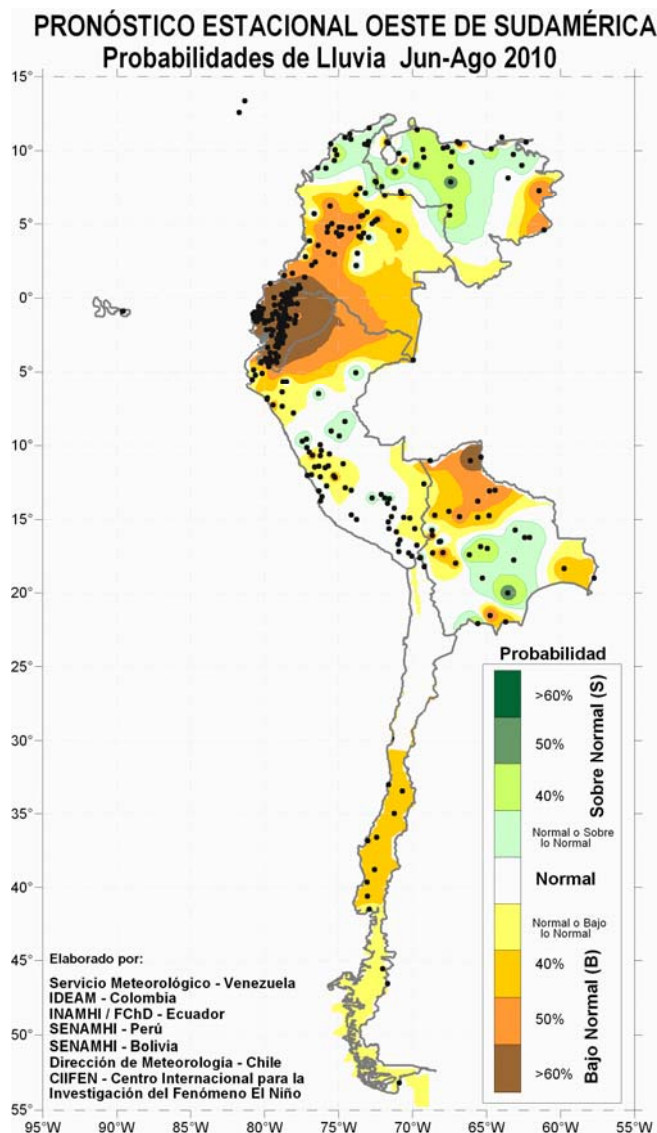 PRONÓSTICO ESTACIONAL OESTE DE SUDAMÉRICA
Probabilidades de Lluvia Jun-Ago 2010
15°
10°
5°
0°
5°
10°
15°
20°
25°
30°
35°
40°
45°
50°
55°
95W
90°W
85°W
80°W
75°W
70°W
65°W
60°W
55°W
Probabilidad
>60%
50%
40%
Normal o Sobre
lo Normal
Normal
Normal o Bajo
lo Normal
40%
50%
>60%
Sobre Normal (S)
Bajo Normal (B)
Elaborado por:
Servicio Meteorológico - Venezuela
IDEAM - Colombia
INAMHI / FChD - Ecuador
SENAMHI - Perú
SENAMHI - Bolivia
Dirección de Meteorología - Chile
CIIFEN - Centro Internacional para la
Investigación del Fenómeno El Niño